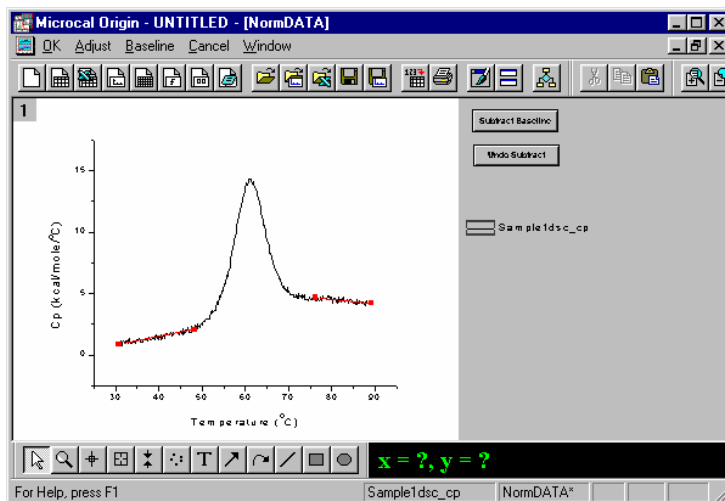 Microcal Origin - UNTITLED - [NormDATA]
OK Adjust Baseline Cancel Window
123
1
Subtract Baseline
Undo Subtract
Sample1dsc_cp
15
10
5
0
Cp (kcal/mole/°C)
30 40 50 60 70 80 90
Temperature (°C)
T
x = ?, y = ?
For Help, press F1 Sample1dsc_cp NormDATA*